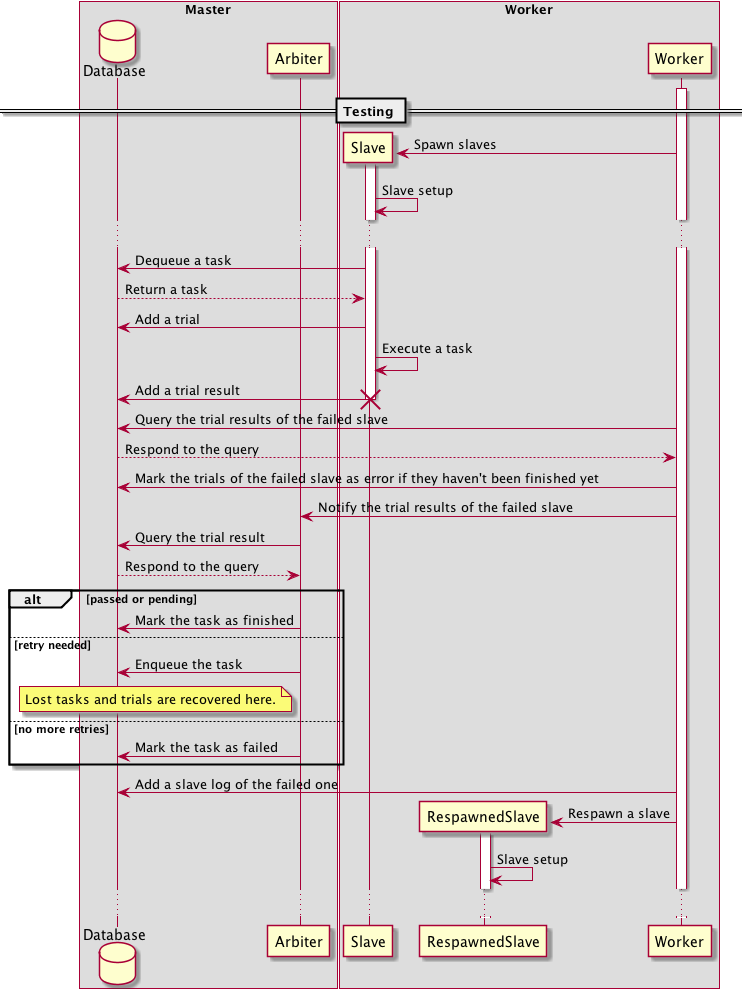 Master
Worker
Database
Arbiter
Worker
Testing
Slave
Spawn slaves
Slave setup
Dequeue a task
Return a task
Add a trial
Execute a task
Add a trial result
Query the trial results of the failed slave
Respond to the query
Mark the trials of the failed slave as error if they haven't been finished yet
Notify the trial results of the failed slave
Query the trial result
Respond to the query
alt
[passed or pending]
Mark the task as finished
[retry needed]
Enqueue the task
Lost tasks and trials are recovered here.
[no more retries]
Mark the task as failed
Add a slave log of the failed one
RespawnedSlave
Respawn a slave
Slave setup
Database
Arbiter
Slave
RespawnedSlave
Worker